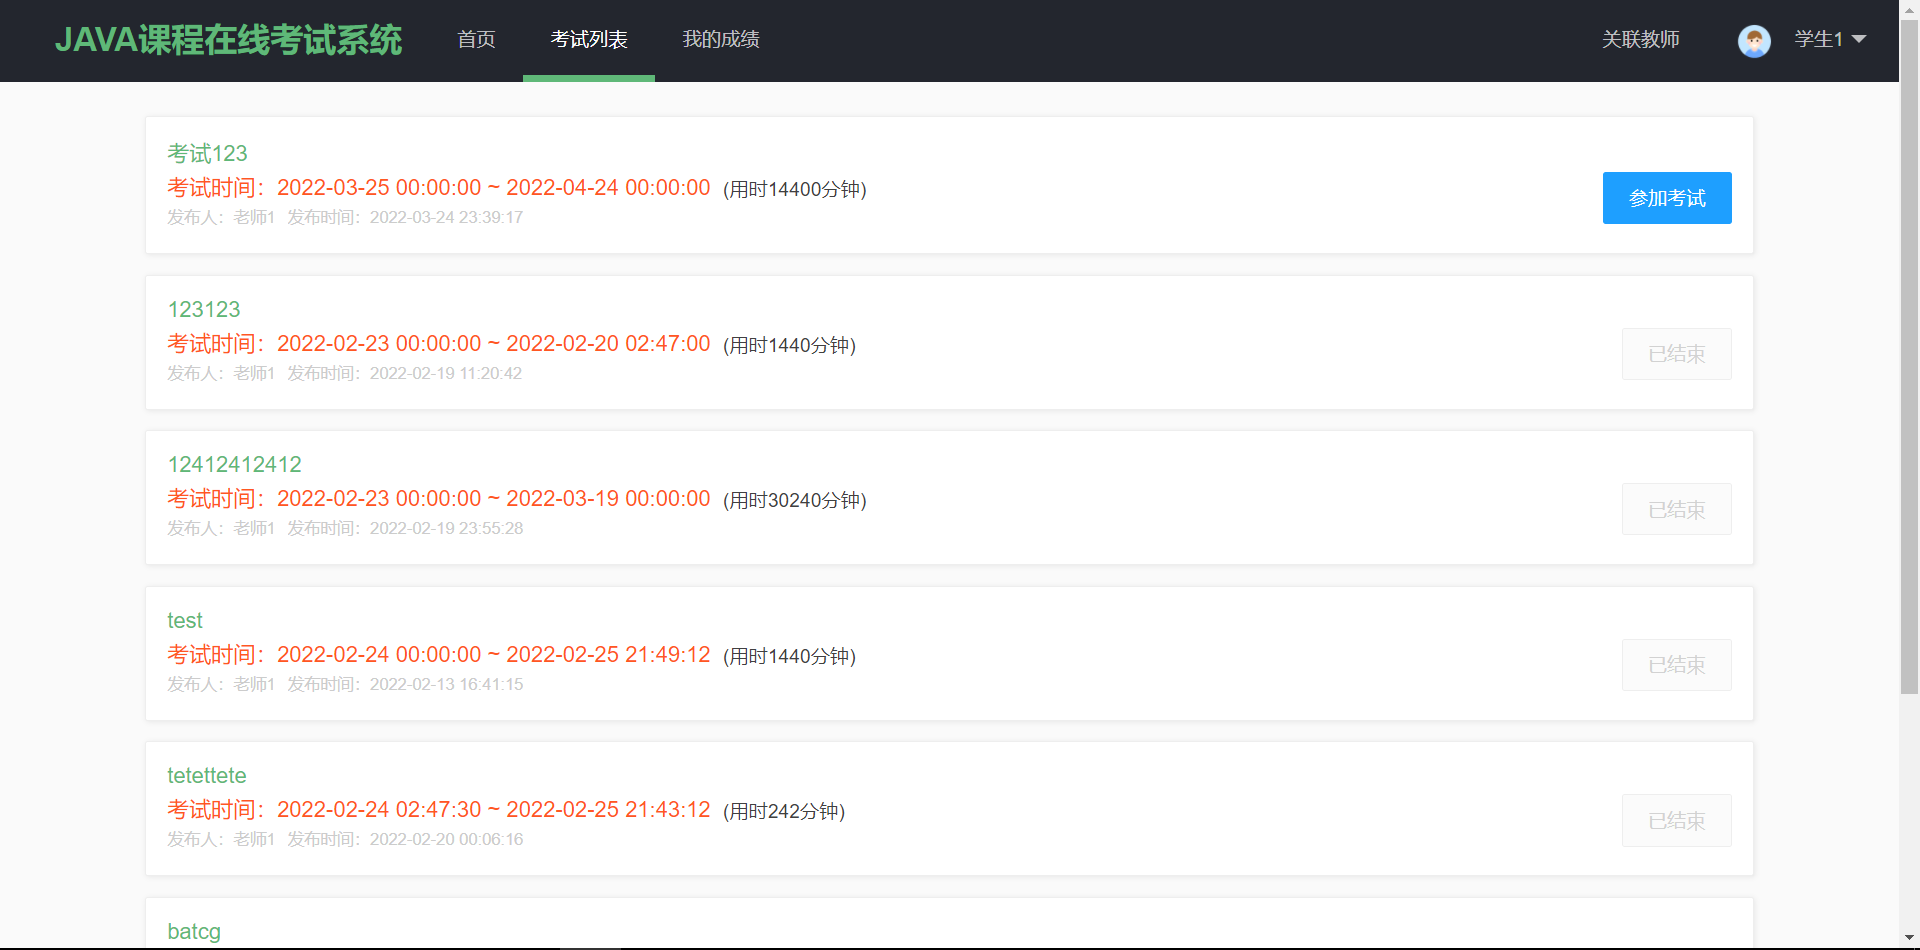 JAVA课程在线考试系统 首页 考试列表 我的成绩 关联教师 学生1
考试123
考试时间：2022-03-25 00:00:00 ~ 2022-04-24 00:00:00 (用时14400分钟)
参加考试
发布人：老师1 发布时间：2022-03-24 23:39:17
123123
考试时间：2022-02-23 00:00:00 ~ 2022-02-20 02:47:00 (用时1440分钟)
已结束
发布人：老师1 发布时间：2022-02-19 11:20:42
12412412412
考试时间：2022-02-23 00:00:00 ~ 2022-03-19 00:00:00 (用时30240分钟)
已结束
发布人：老师1 发布时间：2022-02-19 23:55:28
test
考试时间：2022-02-24 00:00:00 ~ 2022-02-25 21:49:12 (用时1440分钟)
已结束
发布人：老师1 发布时间：2022-02-13 16:41:15
tetettete
考试时间：2022-02-24 02:47:30 ~ 2022-02-25 21:43:12 (用时242分钟)
已结束
发布人：老师1 发布时间：2022-02-20 00:06:16
batcg